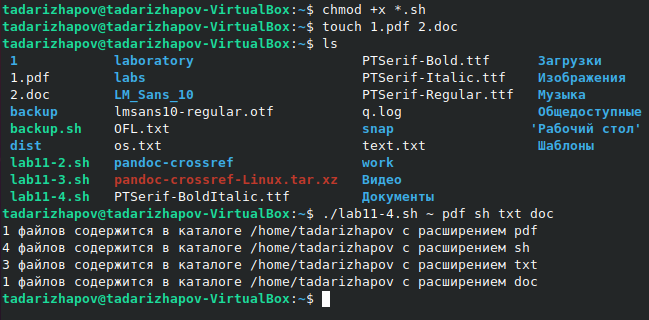 tadarizhapov@tadarizhapov-VirtualBox:~$ chmod +x *.sh
tadarizhapov@tadarizhapov-VirtualBox:~$ touch 1.pdf 2.doc
tadarizhapov@tadarizhapov-VirtualBox:~$ ls
1 laboratory PTSerif-Bold.ttf Загрузки
1.pdf labs PTSerif-Italic.ttf Изображения
2.doc LM_Sans_10 PTSerif-Regular.ttf Музыка
backup lmsans10-regular.otf q.log Общедоступные
backup.sh OFL.txt snap 'Рабочий стол'
dist os.txt text.txt Шаблоны
lab11-2.sh pandoc-crossref work
lab11-3.sh pandoc-crossref-Linux.tar.xz Видео
lab11-4.sh PTSerif-BoldItalic.ttf Документы
tadarizhapov@tadarizhapov-VirtualBox:~$ ./lab11-4.sh ~ pdf sh txt doc
1 файлов содержится в каталоге /home/tadarizhapov с расширением pdf
4 файлов содержится в каталоге /home/tadarizhapov с расширением sh
3 файлов содержится в каталоге /home/tadarizhapov с расширением txt
1 файлов содержится в каталоге /home/tadarizhapov с расширением doc
tadarizhapov@tadarizhapov-VirtualBox:~$